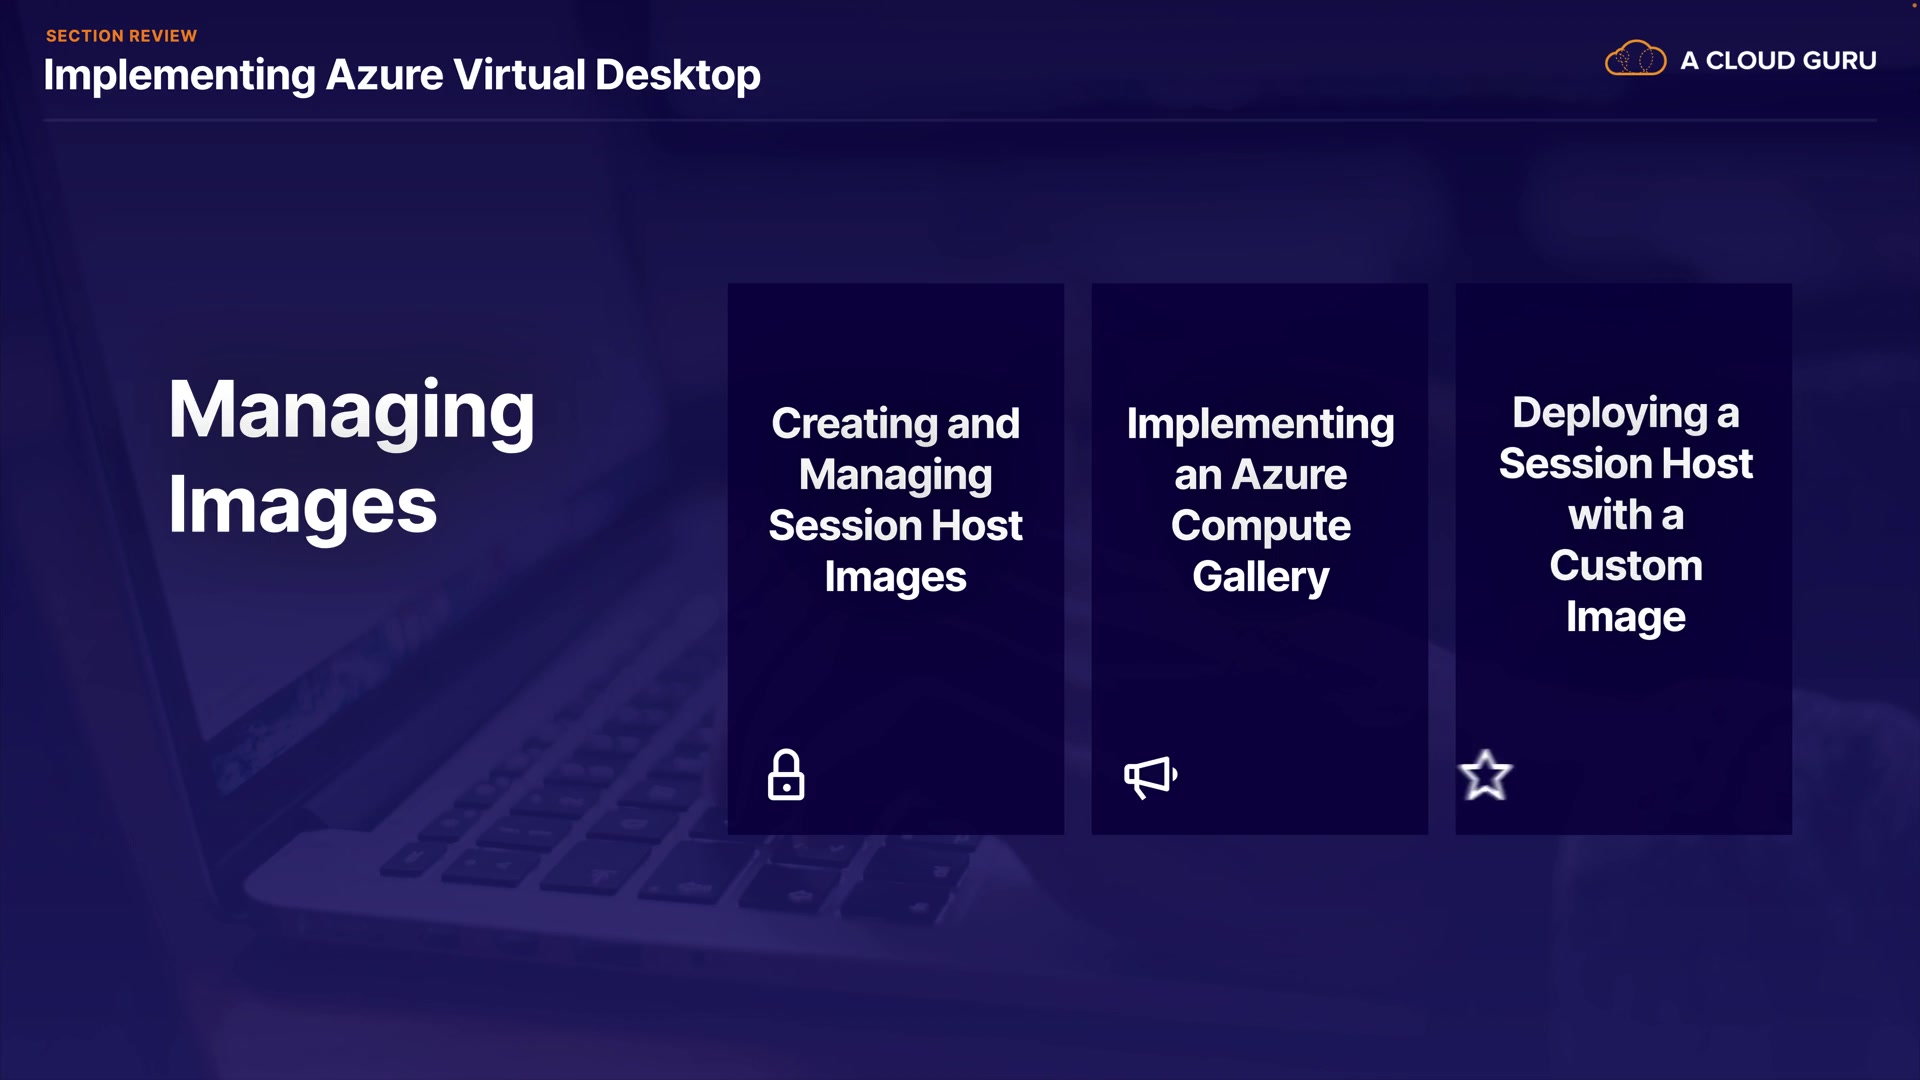 SECTION REVIEW
Implementing Azure Virtual Desktop
A CLOUD GURU
Managing
Images
Creating and
Managing
Session Host
Images
Implementing
an Azure
Compute
Gallery
Deploying a
Session Host
with a
Custom
Image